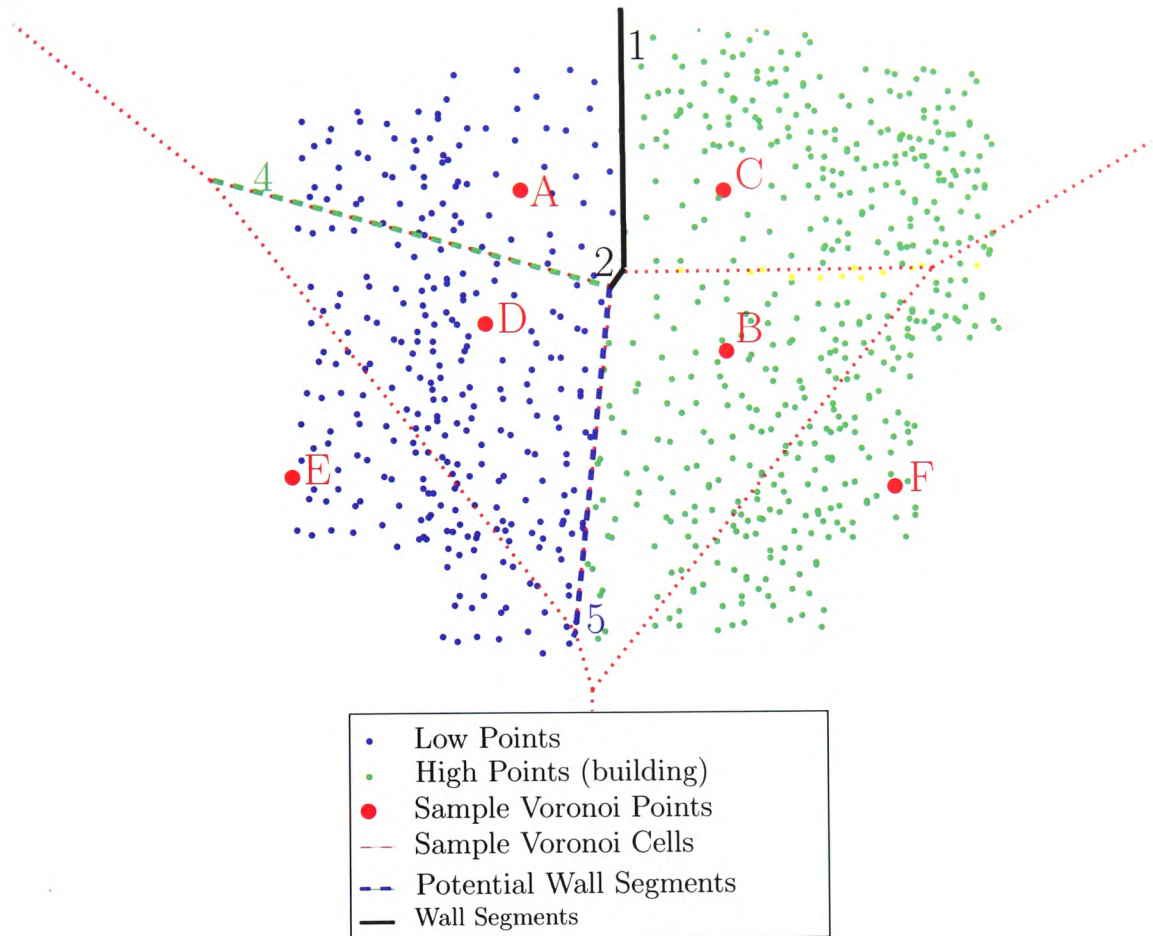 1
4
A
C
2
D
B
E
F
5
Low Points
High Points (building)
Sample Voronoi Points
Sample Voronoi Cells
Potential Wall Segments
Wall Segments